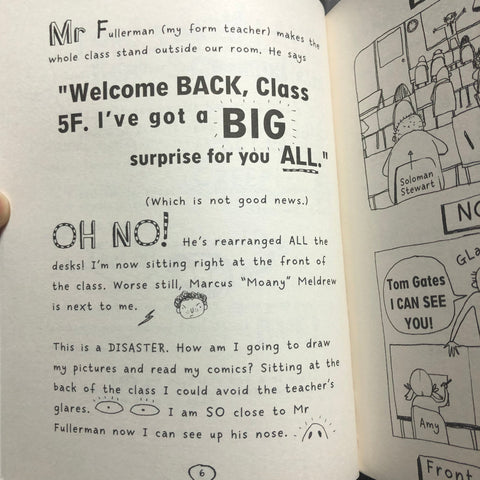 Mr Fullerman (my form teacher) makes the
whole class stand outside our room. He says
"Welcome BACK, Class
5F. I've got a BIG
surprise for you ALL."
(Which is not good news.)
OH NO! He's rearranged ALL the
desks! I'm now sitting right at the front of
the class. Worse still, Marcus "Moany" Meldrew
is next to me.
This is a DISASTER. How am I going to draw
my pictures and read my comics? Sitting at the
back of the class I could avoid the teacher's
glares. I am SO close to Mr
Fullerman now I can see up his nose.
6
Soloman
Stewart
Tom Gates
I CAN SEE
YOU!
Amy
Front